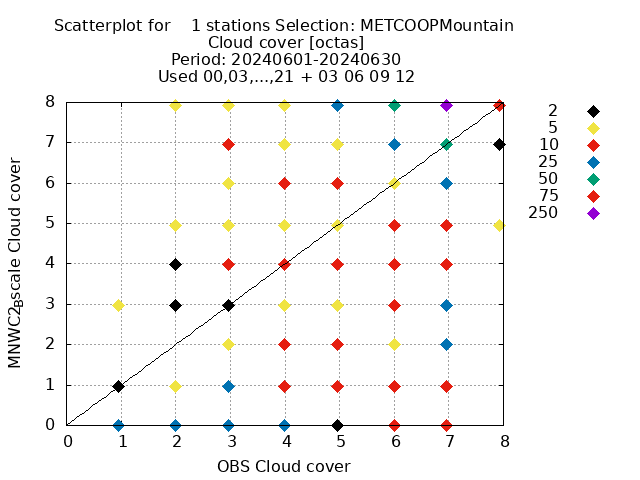 Scatterplot for    1 stations Selection: METCOOPMountain
Cloud cover [octas]
Period: 20240601-20240630
Used 00,03,...,21 + 03 06 09 12
MNWC2Bscale Cloud cover
8
7
6
5
4
3
2
1
0
0 1 2 3 4 5 6 7 8
OBS Cloud cover
2
5
10
25
50
75
250